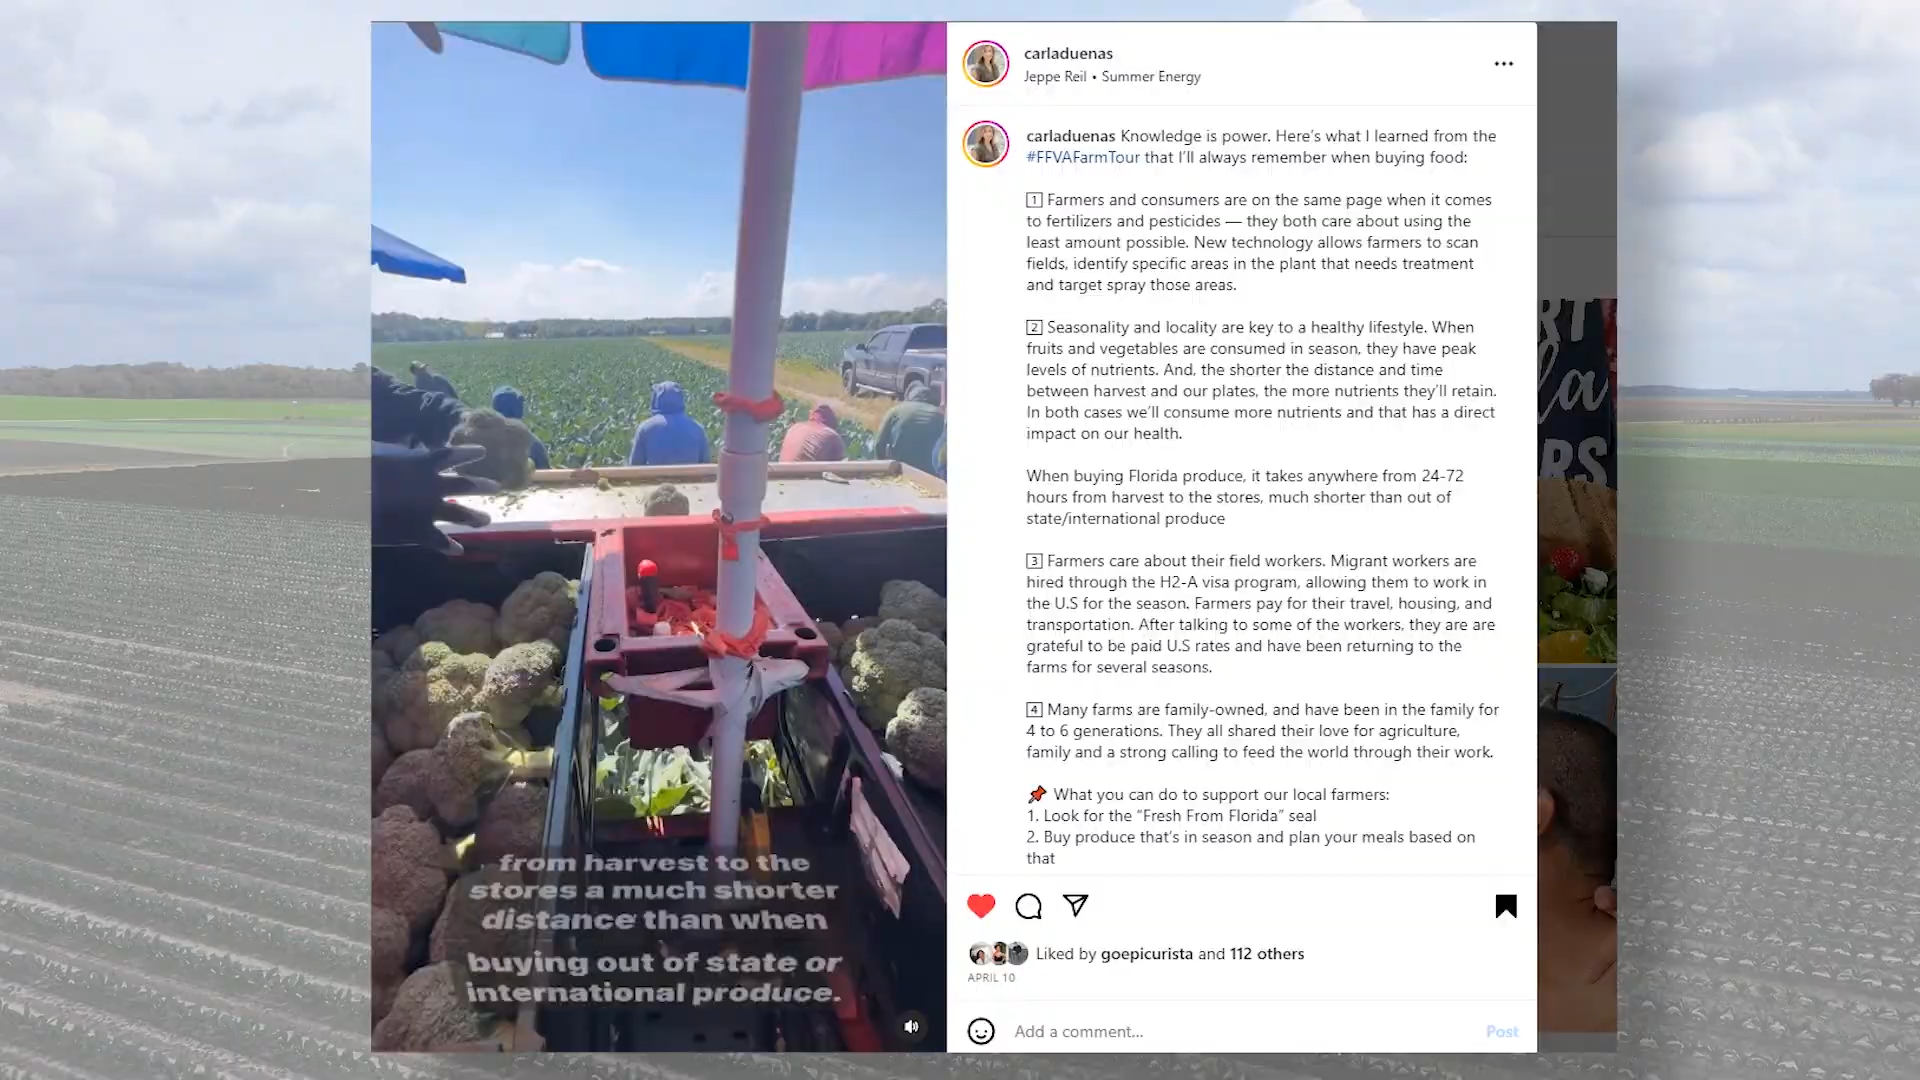 carladuenas
Jeppe Reil • Summer Energy
carladuenas Knowledge is power. Here's what I learned from the
#FFVAFarmTour that I'll always remember when buying food:
1 Farmers and consumers are on the same page when it comes
to fertilizers and pesticides — they both care about using the
least amount possible. New technology allows farmers to scan
fields, identify specific areas in the plant that needs treatment
and target spray those areas.
2 Seasonality and locality are key to a healthy lifestyle. When
fruits and vegetables are consumed in season, they have peak
levels of nutrients. And, the shorter the distance and time
between harvest and our plates, the more nutrients they'll retain.
In both cases we'll consume more nutrients and that has a direct
impact on our health.
When buying Florida produce, it takes anywhere from 24-72
hours from harvest to the stores, much shorter than out of
state/international produce
3 Farmers care about their field workers. Migrant workers are
hired through the H2-A visa program, allowing them to work in
the U.S for the season. Farmers pay for their travel, housing, and
transportation. After talking to some of the workers, they are are
grateful to be paid U.S rates and have been returning to the
farms for several seasons.
4 Many farms are family-owned, and have been in the family for
4 to 6 generations. They all shared their love for agriculture,
family and a strong calling to feed the world through their work.
📌 What you can do to support our local farmers:
1. Look for the “Fresh From Florida” seal
2. Buy produce that's in season and plan your meals based on
that
Liked by goepicurista and 112 others
APRIL 10
Add a comment...
Post
from harvest to the
stores a much shorter
distance than when
buying out of state or
international produce.